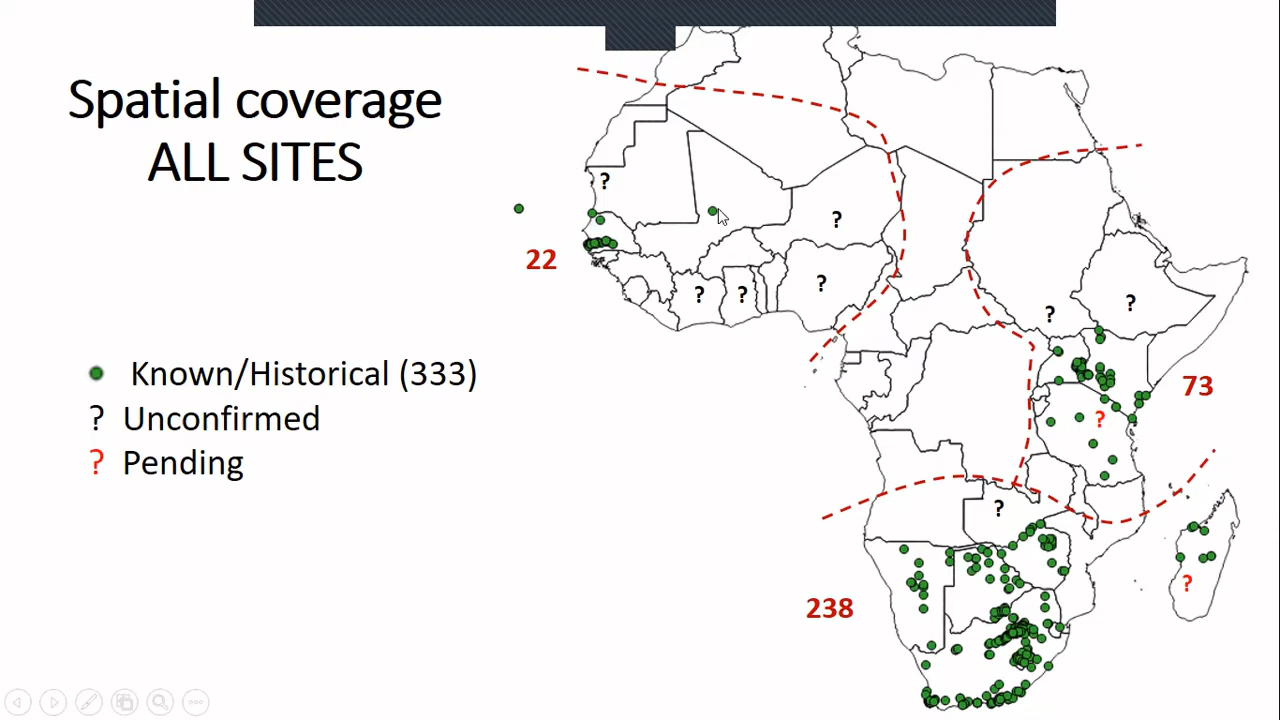 Spatial coverage
ALL SITES
?
?
22
?
?
?
?
?
Known/Historical (333)
? Unconfirmed
? Pending
73
?
?
238
?